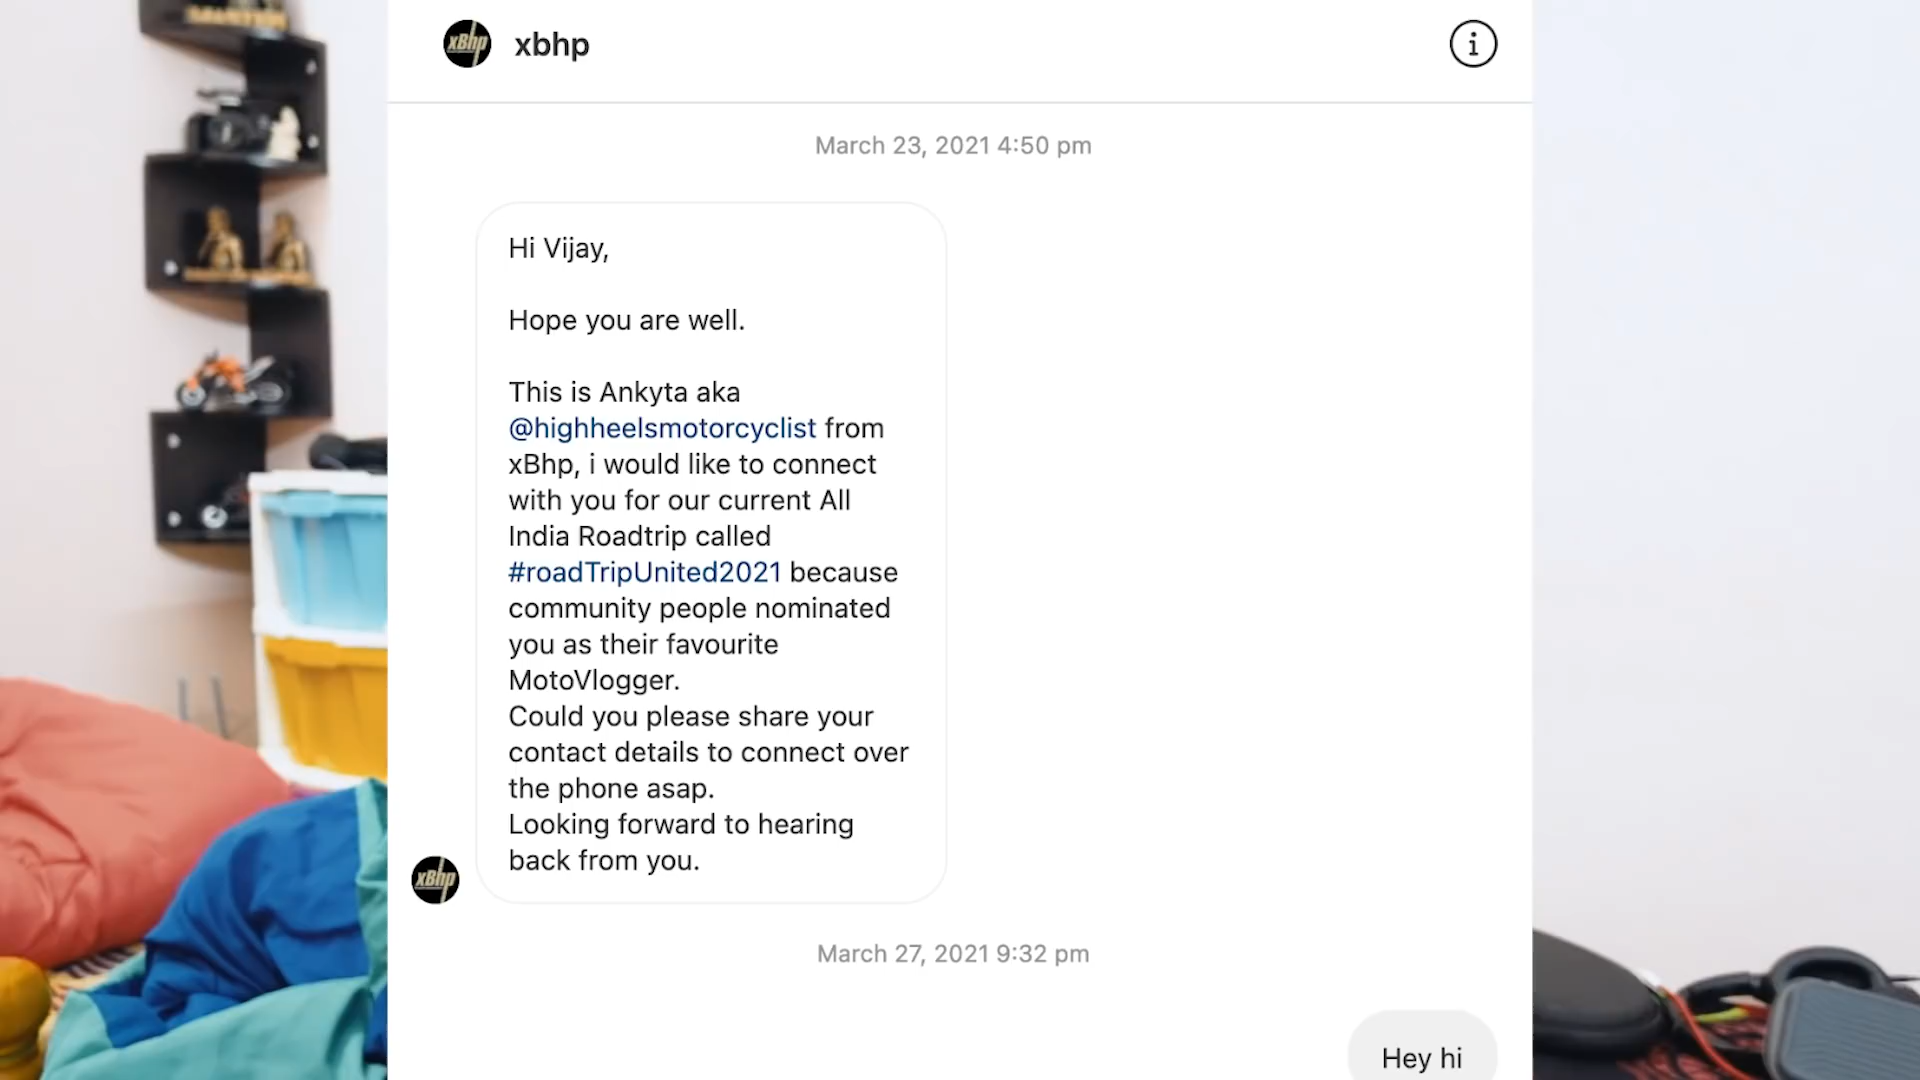 xBhp
xbhp
March 23, 2021 4:50 pm
Hi Vijay,
Hope you are well.
This is Ankyta aka
@highheelsmotorcyclist from
xBhp, i would like to connect
with you for our current All
India Roadtrip called
#roadTripUnited2021 because
community people nominated
you as their favourite
MotoVlogger.
Could you please share your
contact details to connect over
the phone asap.
Looking forward to hearing
back from you.
xBhp
March 27, 2021 9:32 pm
Hey hi